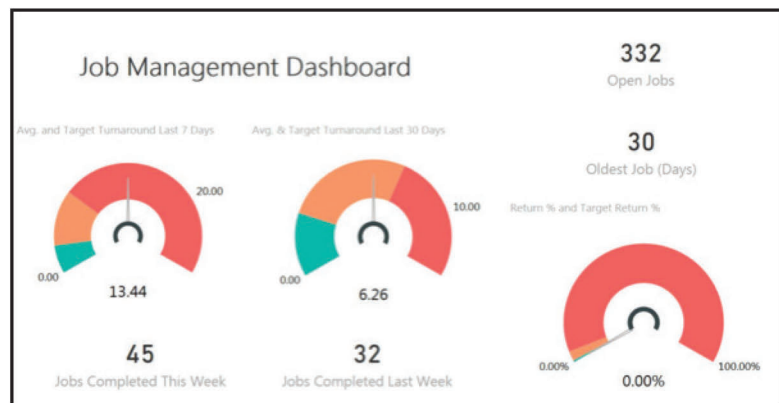 Job Management Dashboard
332
Open Jobs
Avg. and Target Turnaround Last 7 Days
Avg. & Target Turnaround Last 30 Days
30
Oldest Job (Days)
20.00
0.00
13.44
10.00
0.00
6.26
Return % and Target Return %
0.00%
100.00%
0.00%
45
Jobs Completed This Week
32
Jobs Completed Last Week